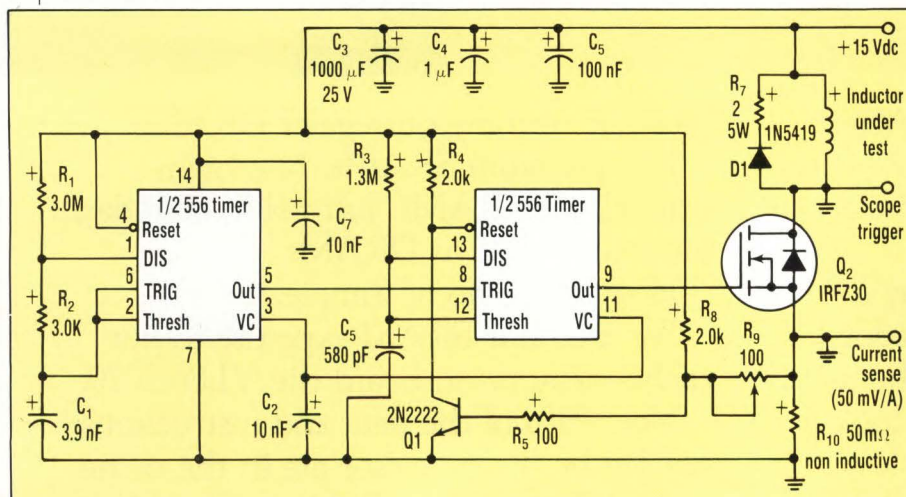 C3
1000 μF
25 V
C4
1 μF
C5
100 nF
+15 Vdc
R7
2
5W
1N5419
D1
Inductor
under
test
Scope
trigger
R1
3.0M
14
1/2 556 timer
4
Reset
1
DIS
6
TRIG
2
Thresh
Out
5
VC
3
7
C7
10 nF
R3
1.3M
R4
2.0k
1/2 556 Timer
Reset
13
DIS
8
TRIG
12
Thresh
Out
9
VC
11
Q2
IRFZ30
R2
3.0K
C1
3.9 nF
C2
10 nF
C5
580 pF
2N2222
Q1
R5 100
R8
2.0k
R9
100
Current
sense
(50 mV/A)
R10 50mΩ
non inductive